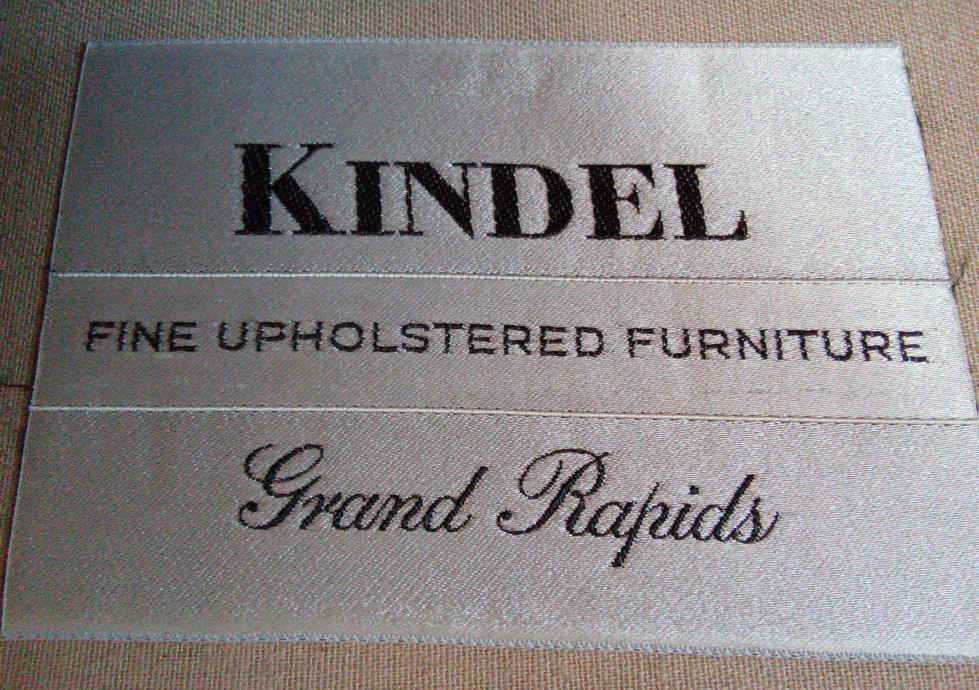 KINDEL
FINE UPHOLSTERED FURNITURE
Grand Rapids